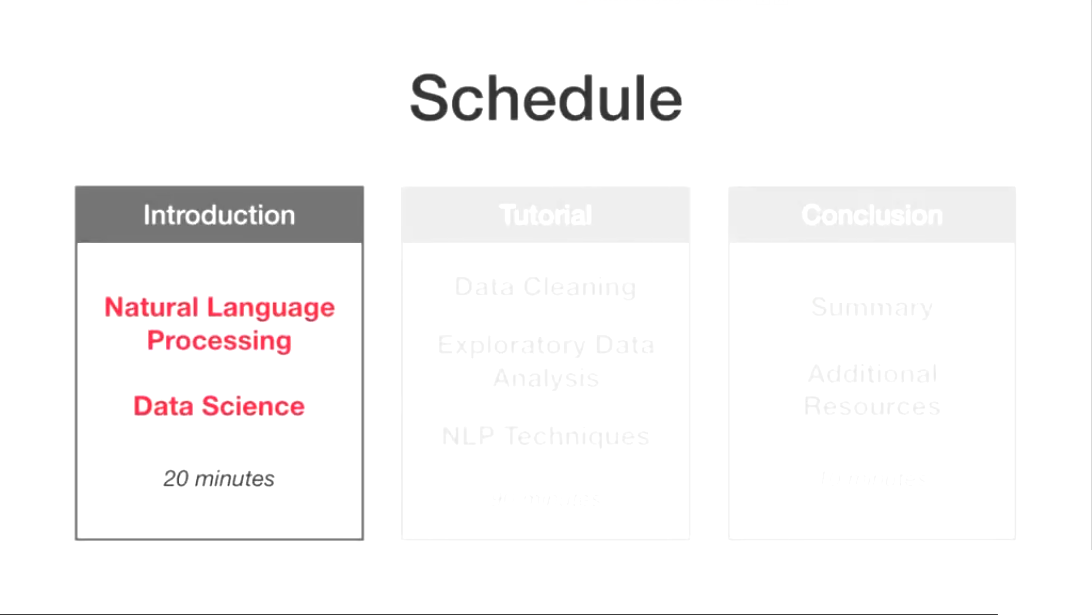 Schedule
Introduction
Natural Language
Processing
Data Science
20 minutes
Tutorial
Data Cleaning
Exploratory Data
Analysis
NLP Techniques
Conclusion
Summary
Additional
Resources